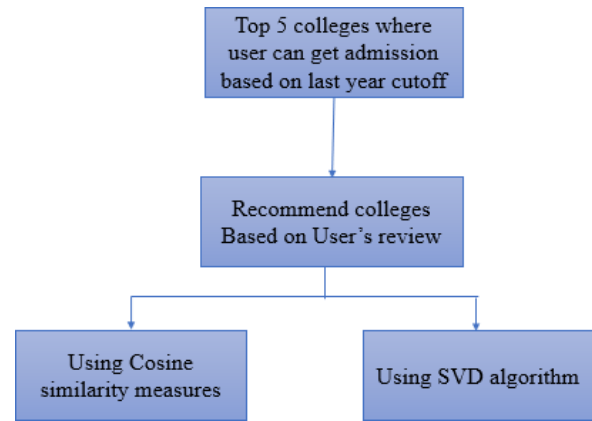 Top 5 colleges where
user can get admission
based on last year cutoff
Recommend colleges
Based on User’s review
Using Cosine
similarity measures
Using SVD algorithm